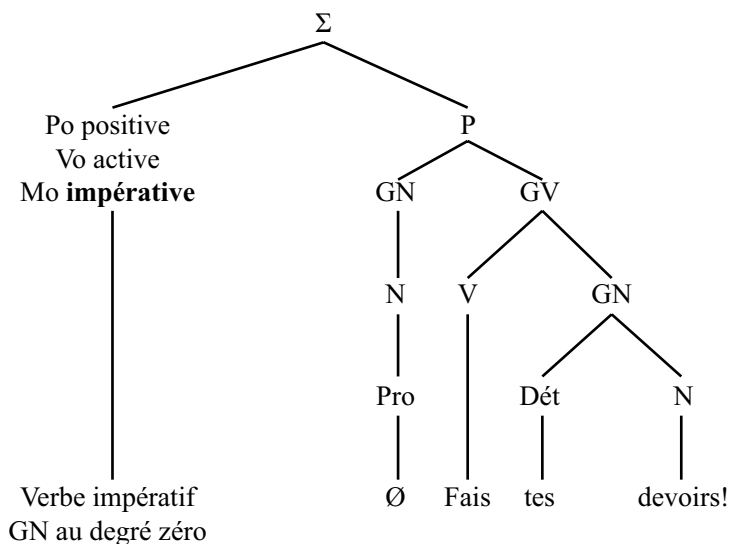 Σ
Po positive
Vo active
Mo impérative
P
GN
GV
N
V
GN
Pro
Dét
N
Verbe impératif
GN au degré zéro
Ø
Fais
tes
devoirs!